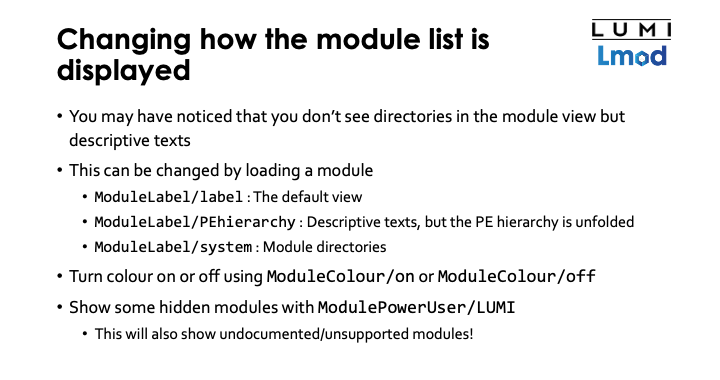 Changing how the module list is
displayed
LUMI
Lmod
• You may have noticed that you don't see directories in the module view but
descriptive texts
• This can be changed by loading a module
• ModuleLabel/label : The default view
• ModuleLabel/PEhierarchy : Descriptive texts, but the PE hierarchy is unfolded
• ModuleLabel/system : Module directories
• Turn colour on or off using ModuleColour/on or ModuleColour/off
• Show some hidden modules with ModulePowerUser/LUMI
• This will also show undocumented/unsupported modules!